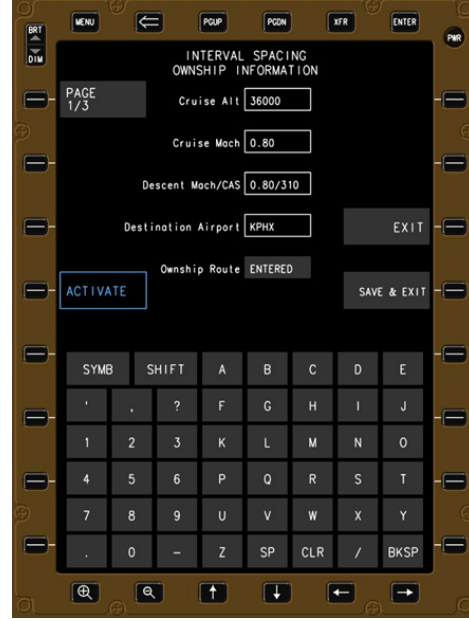 BRT
DIM
MENU
PGUP
PGDN
XFR
ENTER
PWR
INTERVAL SPACING
OWNSHIP INFORMATION
PAGE
1/3
Cruise Alt 36000
Cruise Mach 0.80
Descent Mach/CAS 0.80/310
Destination Airport KPHX
EXIT
Ownship Route ENTERED
ACTIVATE
SAVE & EXIT
SYMB SHIFT A B C D E
' , ? F G H I J
1 2 3 K L M N O
4 5 6 P Q R S T
7 8 9 U V W X Y
. 0 - Z SP CLR / BKSP